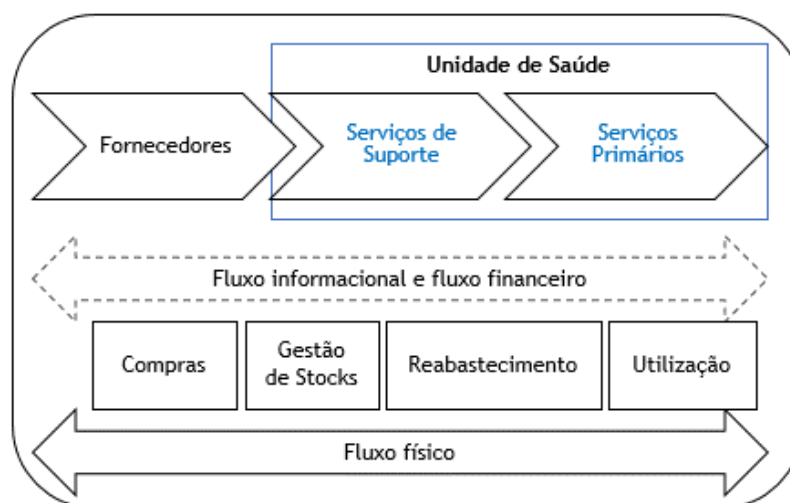 Unidade de Saúde
Fornecedores
Serviços de
Suporte
Serviços
Primários
Fluxo informacional e fluxo financeiro
Compras
Gestão
de Stocks
Reabastecimento
Utilização
Fluxo físico